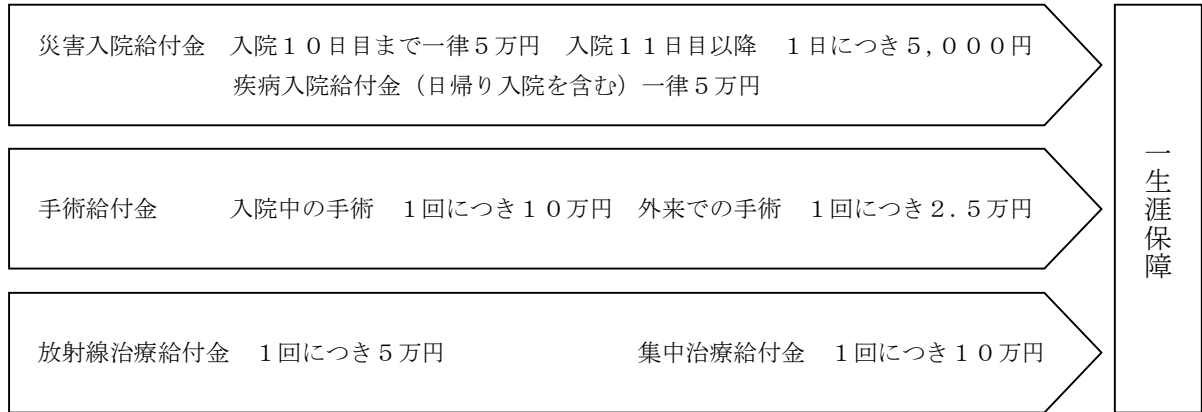 災害入院給付金　入院１０日目まで一律５万円　入院１１日目以降　１日につき５,０００円
疾病入院給付金（日帰り入院を含む）一律５万円
手術給付金　入院中の手術　１回につき１０万円　外来での手術　１回につき２.５万円
放射線治療給付金　１回につき５万円　集中治療給付金　１回につき１０万円
一生涯保障